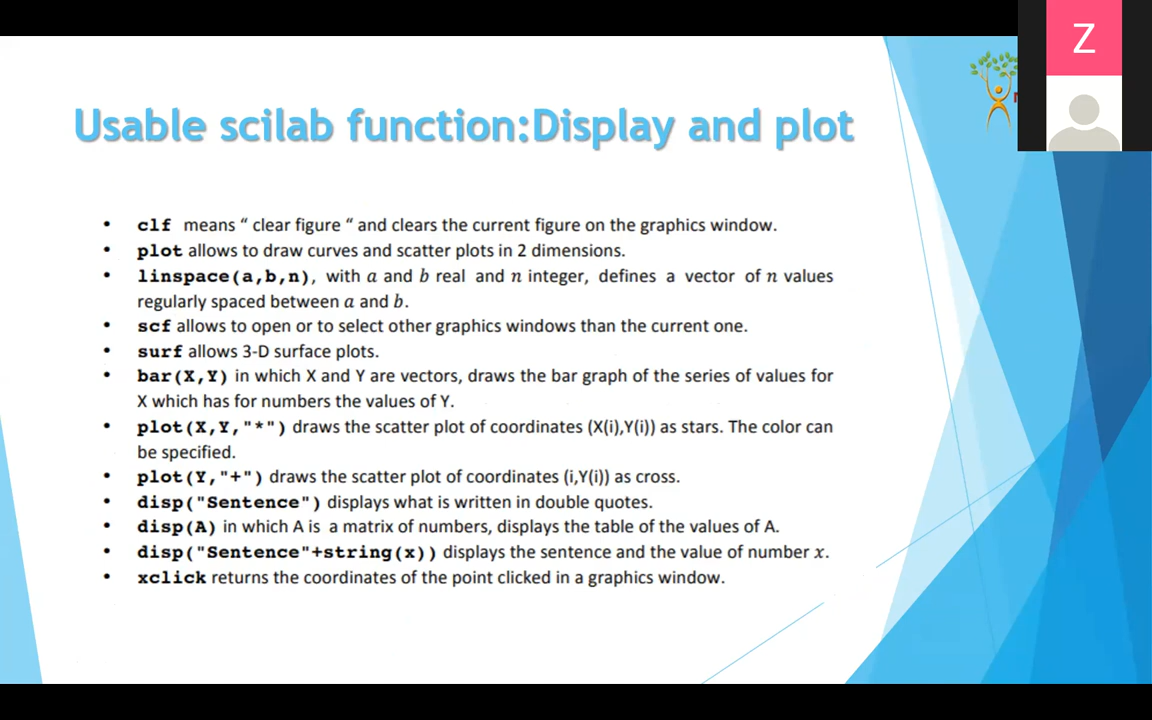 Z
Usable scilab function:Display and plot
• clf means “ clear figure “ and clears the current figure on the graphics window.
• plot allows to draw curves and scatter plots in 2 dimensions.
• linspace(a,b,n), with a and b real and n integer, defines a vector of n values
regularly spaced between a and b.
• scf allows to open or to select other graphics windows than the current one.
• surf allows 3-D surface plots.
• bar(X,Y) in which X and Y are vectors, draws the bar graph of the series of values for
X which has for numbers the values of Y.
• plot(X,Y,"*") draws the scatter plot of coordinates (X(i),Y(i)) as stars. The color can
be specified.
• plot(Y,"+") draws the scatter plot of coordinates (i,Y(i)) as cross.
• disp("Sentence") displays what is written in double quotes.
• disp(A) in which A is a matrix of numbers, displays the table of the values of A.
• disp("Sentence"+string(x)) displays the sentence and the value of number x.
• xclick returns the coordinates of the point clicked in a graphics window.